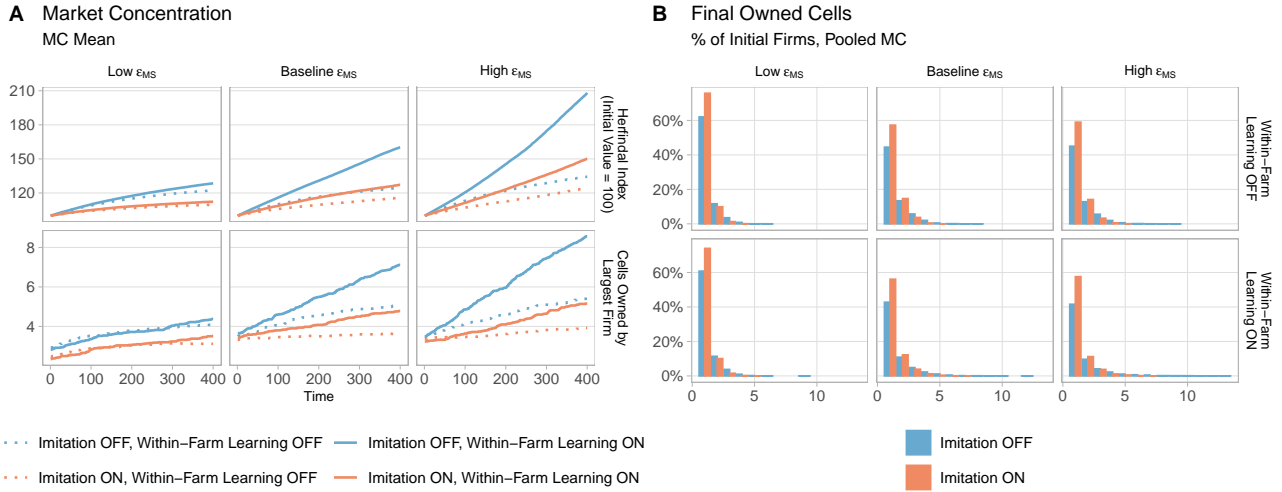 A Market Concentration
MC Mean
Low εMS
Baseline εMS
High εMS
210
180
150
120
Herfindal Index
(Initial Value = 100)
8
6
4
Cells Owned by
Largest Firm
0 100 200 300 400
0 100 200 300 400
0 100 200 300 400
Time
Imitation OFF, Within−Farm Learning OFF
Imitation OFF, Within−Farm Learning ON
Imitation ON, Within−Farm Learning OFF
Imitation ON, Within−Farm Learning ON
B Final Owned Cells
% of Initial Firms, Pooled MC
Low εMS
Baseline εMS
High εMS
60%
40%
20%
0%
Within−Farm
Learning OFF
60%
40%
20%
0%
Within−Farm
Learning ON
0 5 10
0 5 10
0 5 10
Imitation OFF
Imitation ON